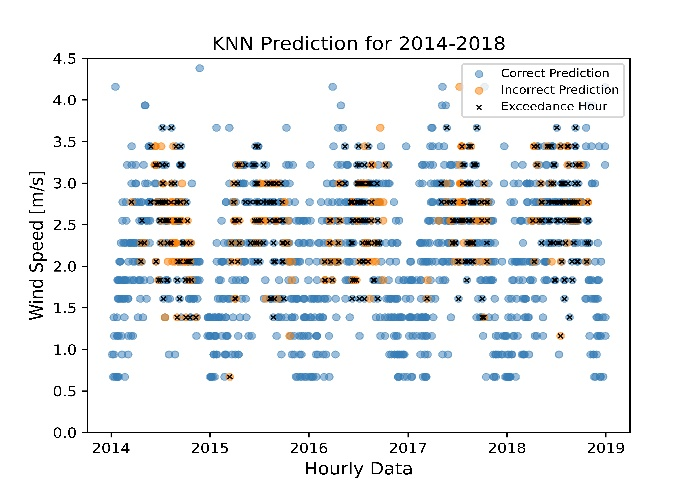 KNN Prediction for 2014-2018
Correct Prediction
Incorrect Prediction
Exceedance Hour
4.5
4.0
3.5
3.0
2.5
2.0
1.5
1.0
0.5
0.0
Wind Speed [m/s]
2014 2015 2016 2017 2018 2019
Hourly Data